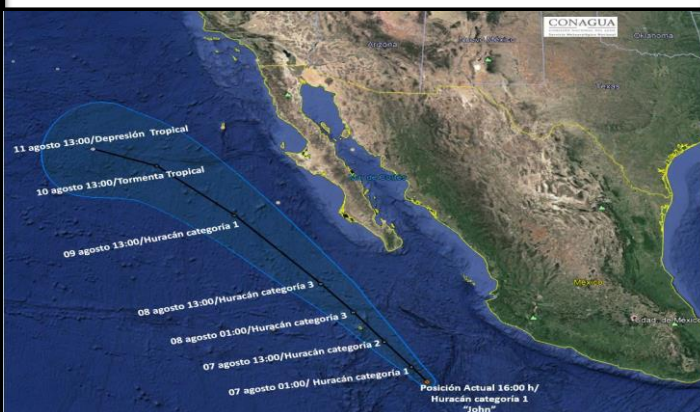 CONAGUA
Arizona
Oklahoma
Texas
11 agosto 13:00/Depresión Tropical
10 agosto 13:00/Tormenta Tropical
09 agosto 13:00/Huracán categoría 1
08 agosto 13:00/Huracán categoría 3
08 agosto 01:00/Huracán categoría 3
07 agosto 13:00/Huracán categoría 2
07 agosto 01:00/ Huracán categoría 1
México
Ciudad de México
Posición Actual 16:00 h/
Huracán categoría 1
"John"